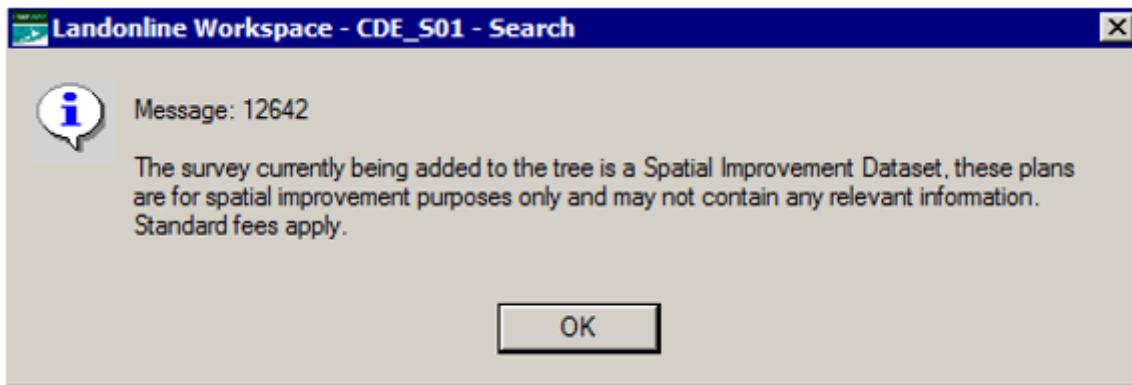 Landonline Workspace - CDE_S01 - Search
Message: 12642
The survey currently being added to the tree is a Spatial Improvement Dataset, these plans
are for spatial improvement purposes only and may not contain any relevant information.
Standard fees apply.
OK